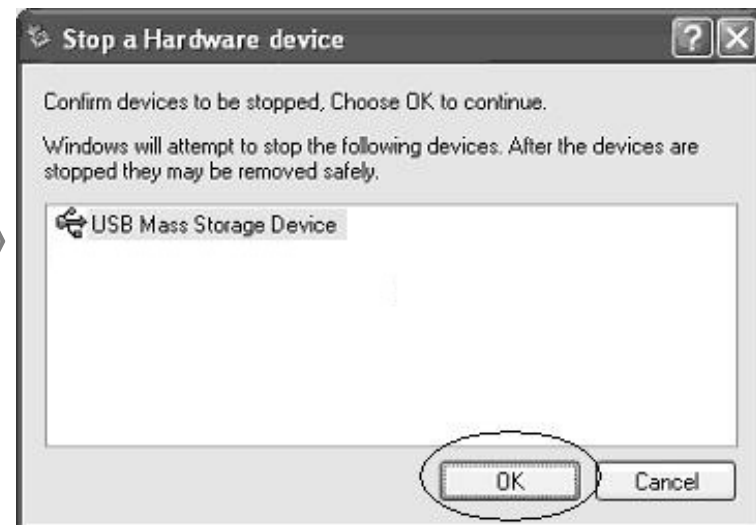 Stop a Hardware device
Confirm devices to be stopped, Choose OK to continue.
Windows will attempt to stop the following devices. After the devices are
stopped they may be removed safely.
USB Mass Storage Device
OK Cancel